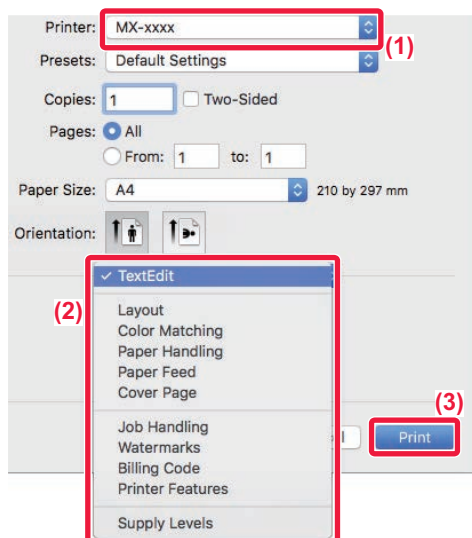 Printer: MX-xxxx
(1)
Presets: Default Settings
Copies: 1 Two-Sided
Pages: All
From: 1 to: 1
Paper Size: A4 210 by 297 mm
Orientation:
✓ TextEdit
(2)
Layout
Color Matching
Paper Handling
Paper Feed
Cover Page
(3)
Job Handling
Watermarks
Billing Code
Printer Features
Print
Supply Levels